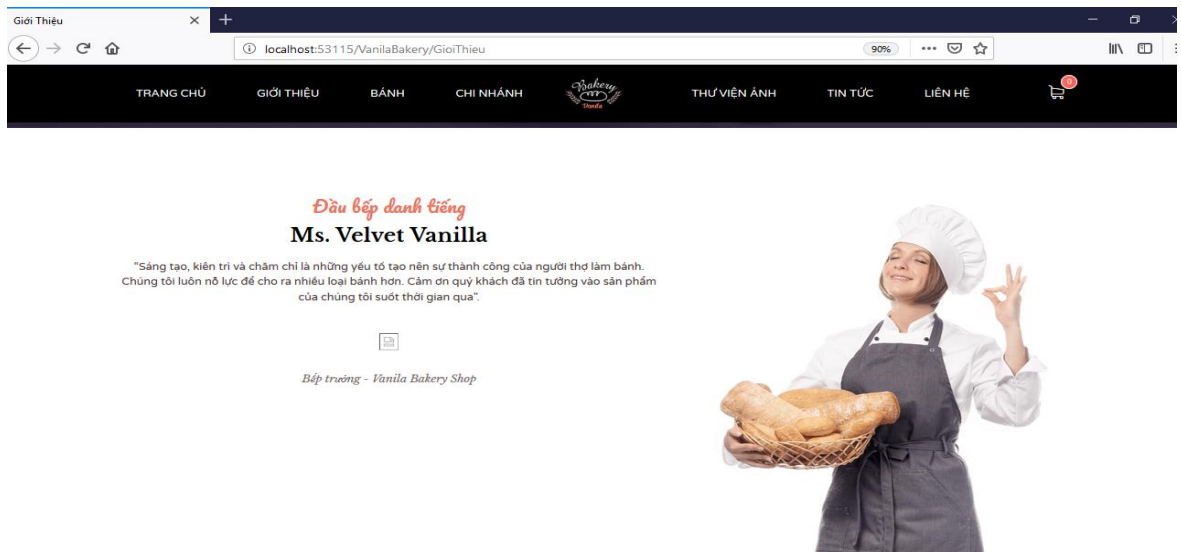 Giới Thiệu
localhost:53115/VanilaBakery/GioiThieu
90%
TRANG CHỦ
GIỚI THIỆU
BÁNH
CHI NHÁNH
Bakery
Vanila
THƯ VIỆN ẢNH
TIN TỨC
LIÊN HỆ
0
Đầu bếp danh tiếng
Ms. Velvet Vanilla
"Sáng tạo, kiên trì và chăm chỉ là những yếu tố tạo nên sự thành công của người thợ làm bánh.
Chúng tôi luôn nỗ lực để cho ra nhiều loại bánh hơn. Cảm ơn quý khách đã tin tưởng vào sản phẩm
của chúng tôi suốt thời gian qua".
Bếp trưởng - Vanila Bakery Shop